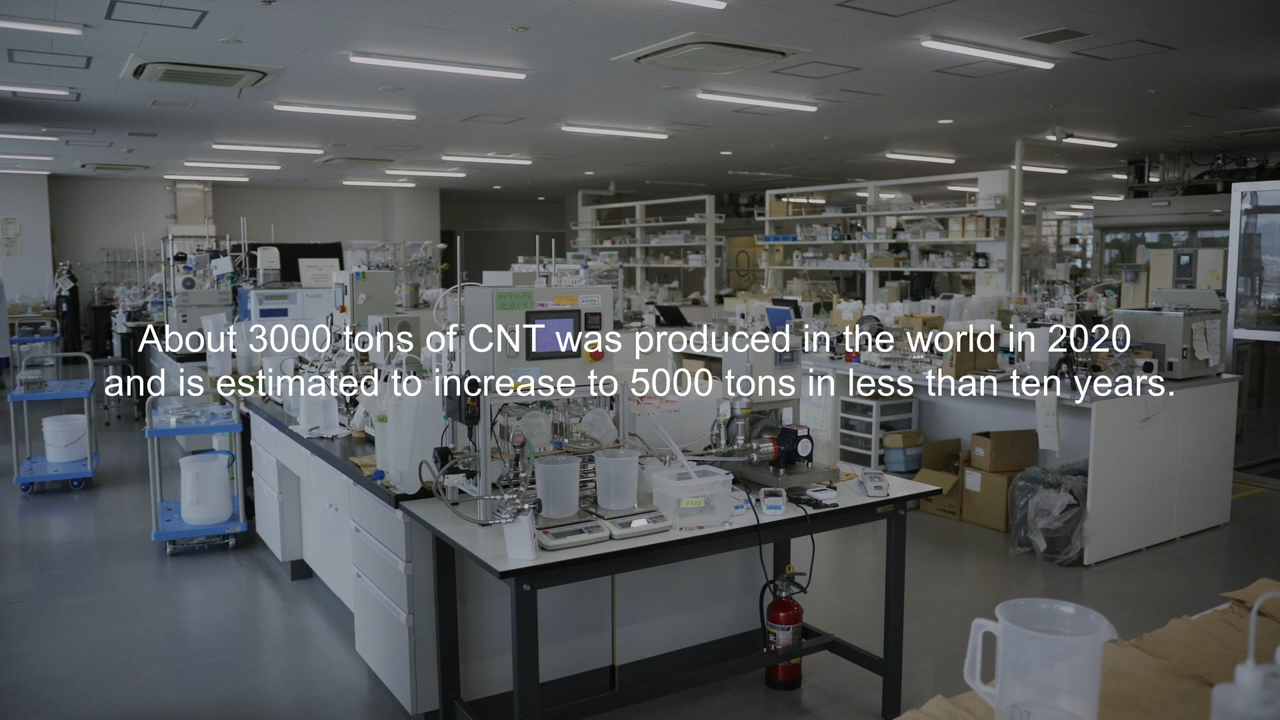 About 3000 tons of CNT was produced in the world in 2020
and is estimated to increase to 5000 tons in less than ten years.